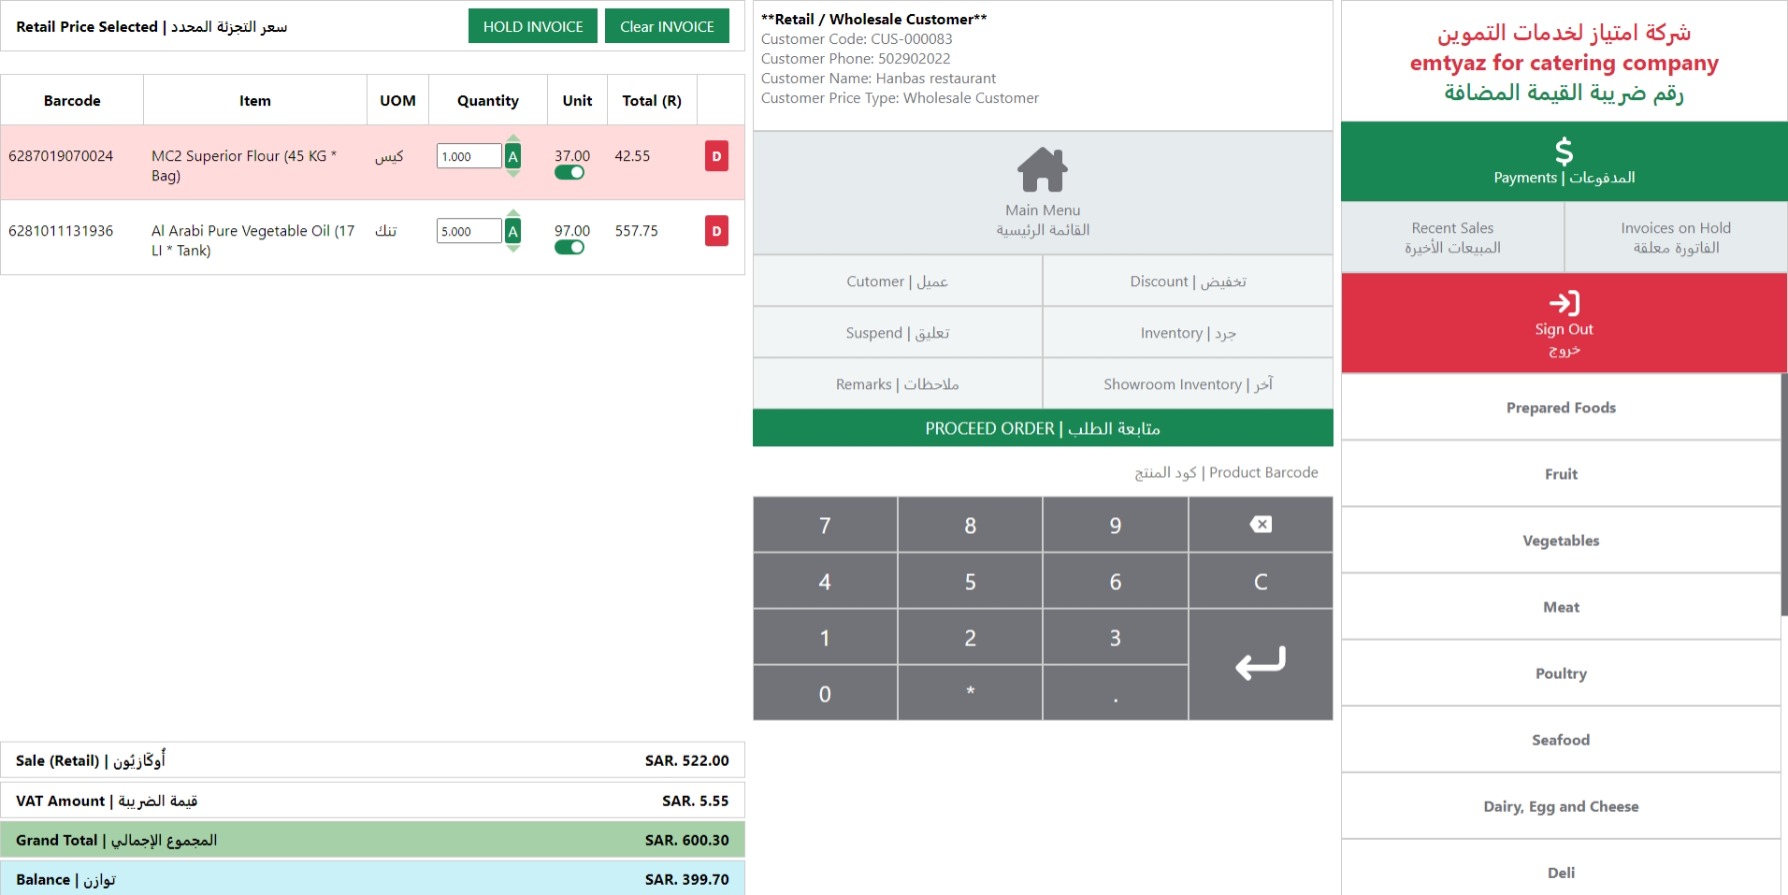 Retail Price Selected | سعر التجزئة المحدد
HOLD INVOICE
Clear INVOICE
Barcode Item UOM Quantity Unit Total (R)
6287019070024 MC2 Superior Flour (45 KG * كيس 1.000 A 37.00 42.55 D
Bag)
6281011131936 Al Arabi Pure Vegetable Oil (17 تنك 5.000 A 97.00 557.75 D
LI * Tank)
Sale (Retail) | أُوكَازيُون SAR. 522.00
VAT Amount | قيمة الضريبة SAR. 5.55
Grand Total | المجموع الإجمالي SAR. 600.30
Balance | توازن SAR. 399.70
**Retail / Wholesale Customer**
Customer Code: CUS-000083
Customer Phone: 502902022
Customer Name: Hanbas restaurant
Customer Price Type: Wholesale Customer
Main Menu
القائمة الرئيسية
Cutomer | عميل
Discount | تخفيض
Suspend | تعليق
Inventory | جرد
Remarks | ملاحظات
Showroom Inventory | آخر
PROCEED ORDER | متابعة الطلب
كود المنتج | Product Barcode
7 8 9
4 5 6 C
1 2 3
0 * .
شركة امتياز لخدمات التموين
emtyaz for catering company
رقم ضريبة القيمة المضافة
$
Payments | المدفوعات
Recent Sales
المبيعات الأخيرة
Invoices on Hold
الفاتورة معلقة
Sign Out
خروج
Prepared Foods
Fruit
Vegetables
Meat
Poultry
Seafood
Dairy, Egg and Cheese
Deli